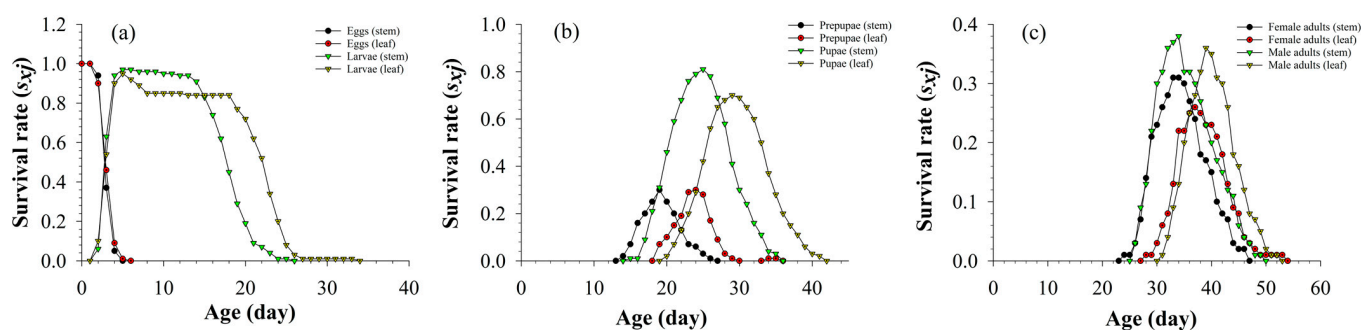 (a)
Eggs (stem)
Eggs (leaf)
Larvae (stem)
Larvae (leaf)
Survival rate (sxj)
1.2
1.0
0.8
0.6
0.4
0.2
0.0
0 10 20 30 40
Age (day)
(b)
Prepupae (stem)
Prepupae (leaf)
Pupae (stem)
Pupae (leaf)
Survival rate (sxj)
1.0
0.8
0.6
0.4
0.2
0.0
0 10 20 30 40
Age (day)
(c)
Female adults (stem)
Female adults (leaf)
Male adults (stem)
Male adults (leaf)
Survival rate (sxj)
0.4
0.3
0.2
0.1
0.0
0 10 20 30 40 50 60
Age (day)